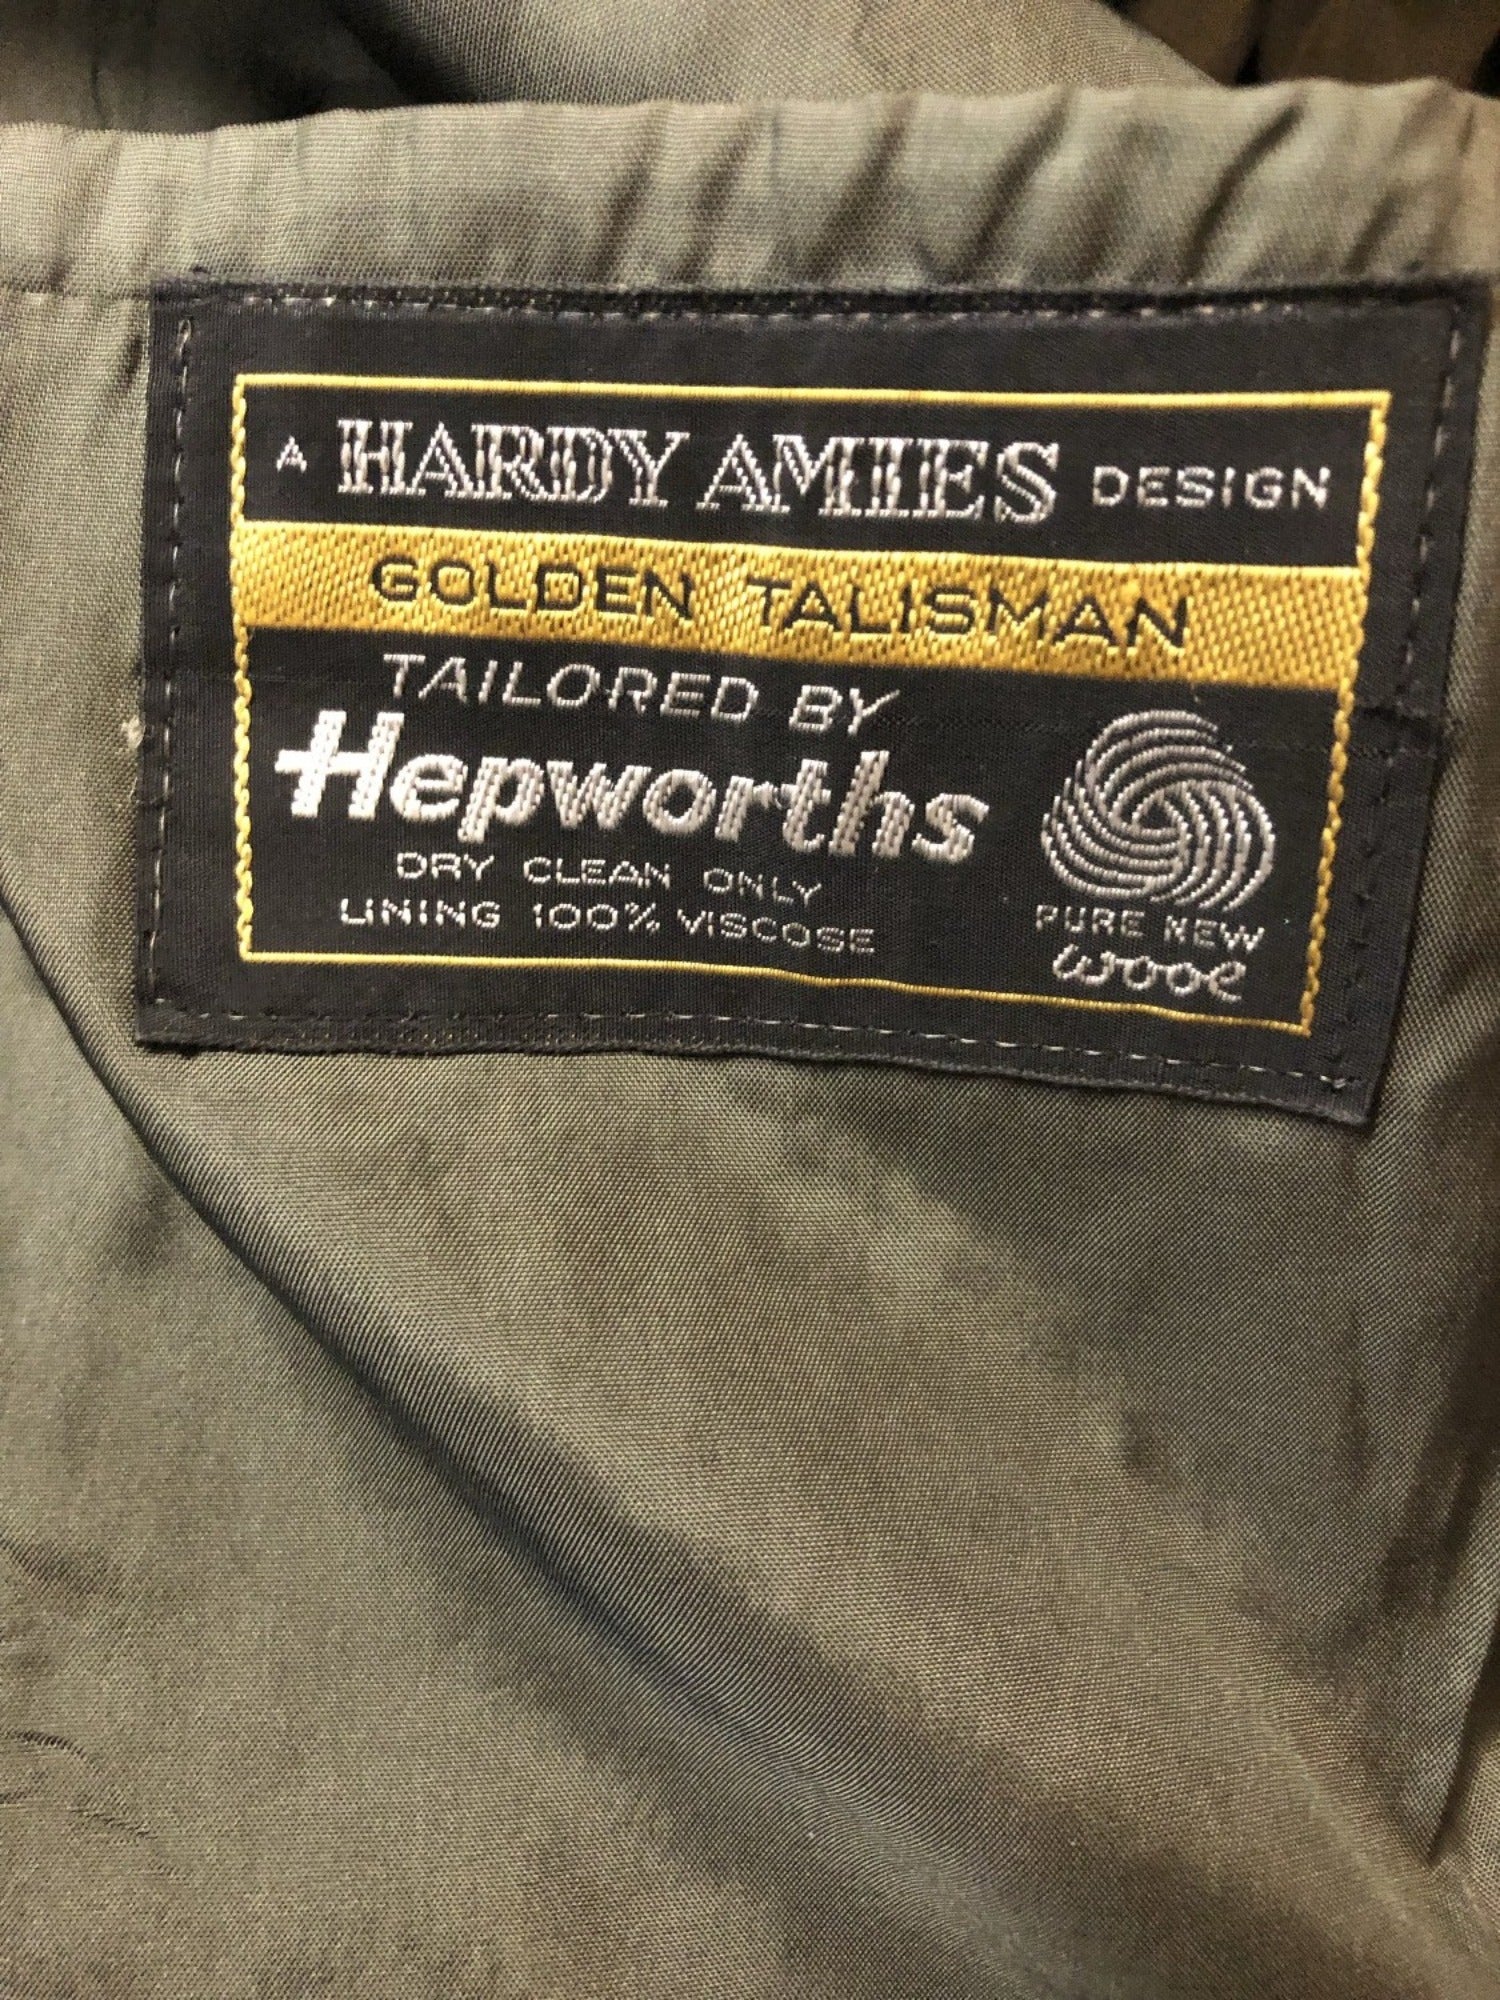 A HARDY AMIES DESIGN
GOLDEN TALISMAN
TAILORED BY
Hepworths
DRY CLEAN ONLY
LINING 100% VISCOSE
PURE NEW
wool